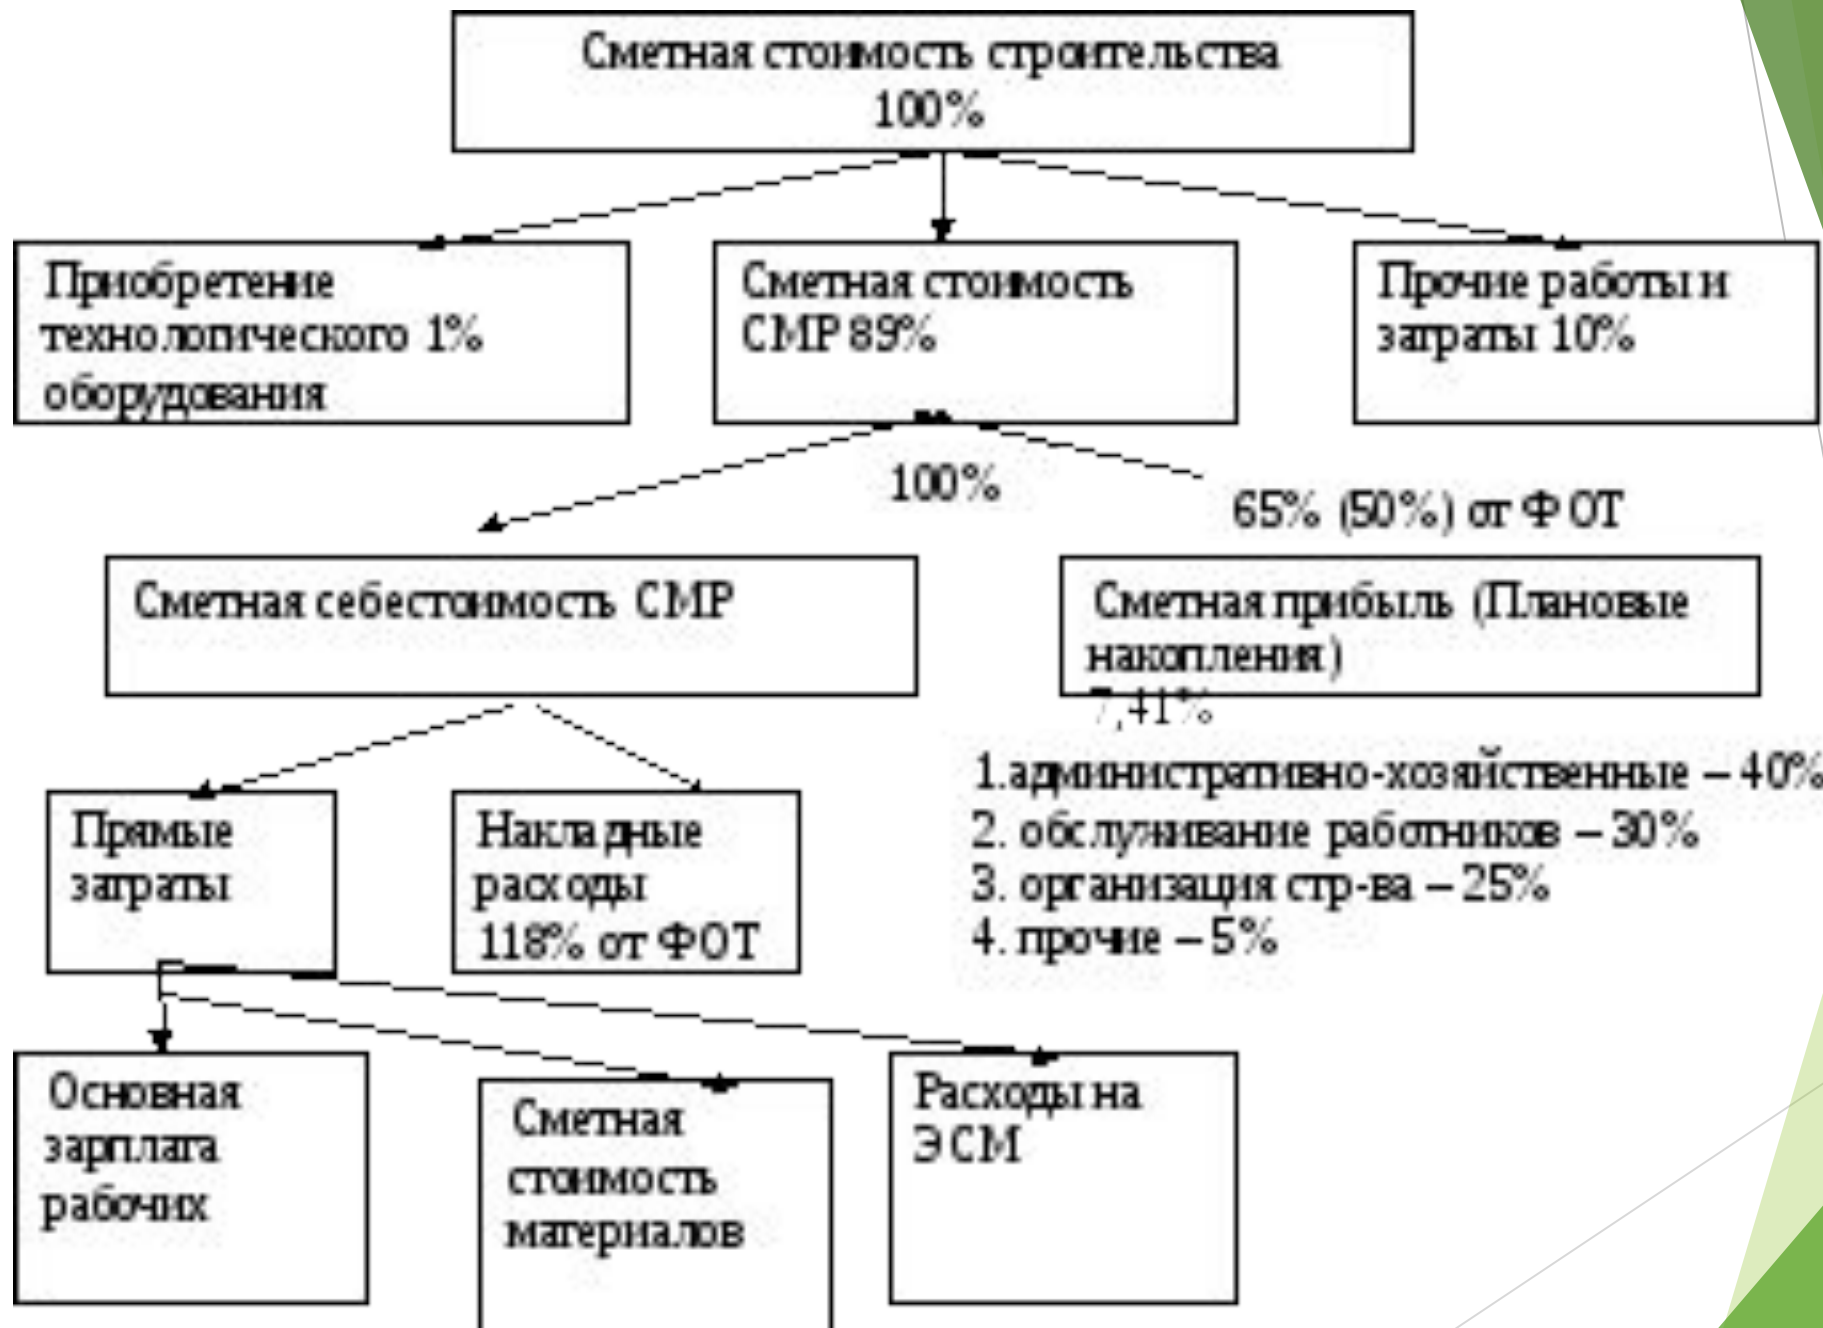 Сметная стоимость строительства
100%
Приобретение
технологического 1%
оборудования
Сметная стоимость
СМР 89%
Прочие работы и
затраты 10%
100%
65% (50%) от ФОТ
Сметная себестоимость СМР
Сметная прибыль (Плановые
накопления)
7,41%
Прямые
затраты
Накладные
расходы
118% от ФОТ
1.административно-хозяйственные – 40%
2. обслуживание работников – 30%
3. организация стр-ва – 25%
4. прочие – 5%
Основная
зарплата
рабочих
Сметная
стоимость
материалов
Расходы на
ЭСМ